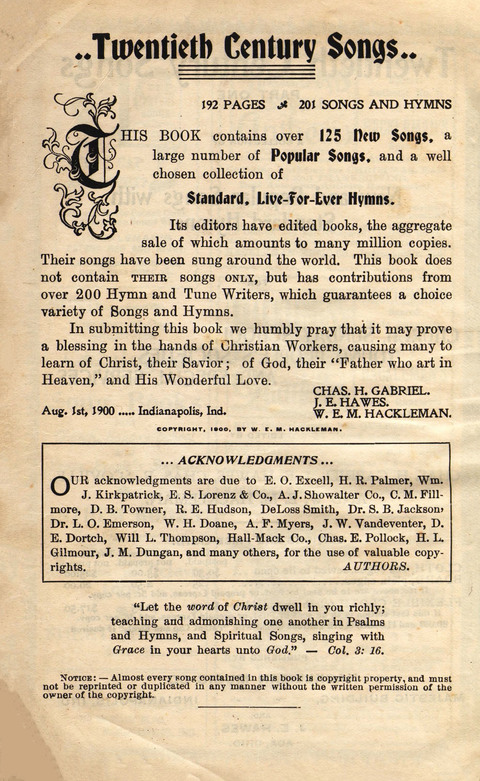 ..Twentieth Century Songs..
192 PAGES 201 SONGS AND HYMNS
THIS BOOK contains over 125 New Songs, a
large number of Popular Songs, and a well
chosen collection of
Standard, Live-For-Ever Hymns.
Its editors have edited books, the aggregate
sale of which amounts to many million copies.
Their songs have been sung around the world. This book does
not contain THEIR songs ONLY, but has contributions from
over 200 Hymn and Tune Writers, which guarantees a choice
variety of Songs and Hymns.
In submitting this book we humbly pray that it may prove
a blessing in the hands of Christian Workers, causing many to
learn of Christ, their Savior; of God, their "Father who art in
Heaven," and His Wonderful Love.
CHAS. H. GABRIEL.
J. E. HAWES.
Aug. 1st, 1900 ..... Indianapolis, Ind. W. E. M. HACKLEMAN.
COPYRIGHT, 1900, BY W. E. M. HACKLEMAN.
... ACKNOWLEDGMENTS ...
OUR acknowledgments are due to E. O. Excell, H. R. Palmer, Wm.
J. Kirkpatrick, E. S. Lorenz & Co., A. J. Showalter Co., C. M. Fill-
more, D. B. Towner, R. E. Hudson, DeLoss Smith, Dr. S. B. Jackson,
Dr. L. O. Emerson, W. H. Doane, A. F. Myers, J. W. Vandeventer, D.
E. Dortch, Will L. Thompson, Hall-Mack Co., Chas. E. Pollock, H. L.
Gilmour, J. M. Dungan, and many others, for the use of valuable copy-
rights. AUTHORS.
"Let the word of Christ dwell in you richly;
teaching and admonishing one another in Psalms
and Hymns, and Spiritual Songs, singing with
Grace in your hearts unto God." — Col. 3: 16.
NOTICE: — Almost every song contained in this book is copyright property, and must
not be reprinted or duplicated in any manner without the written permission of the
owner of the copyright.